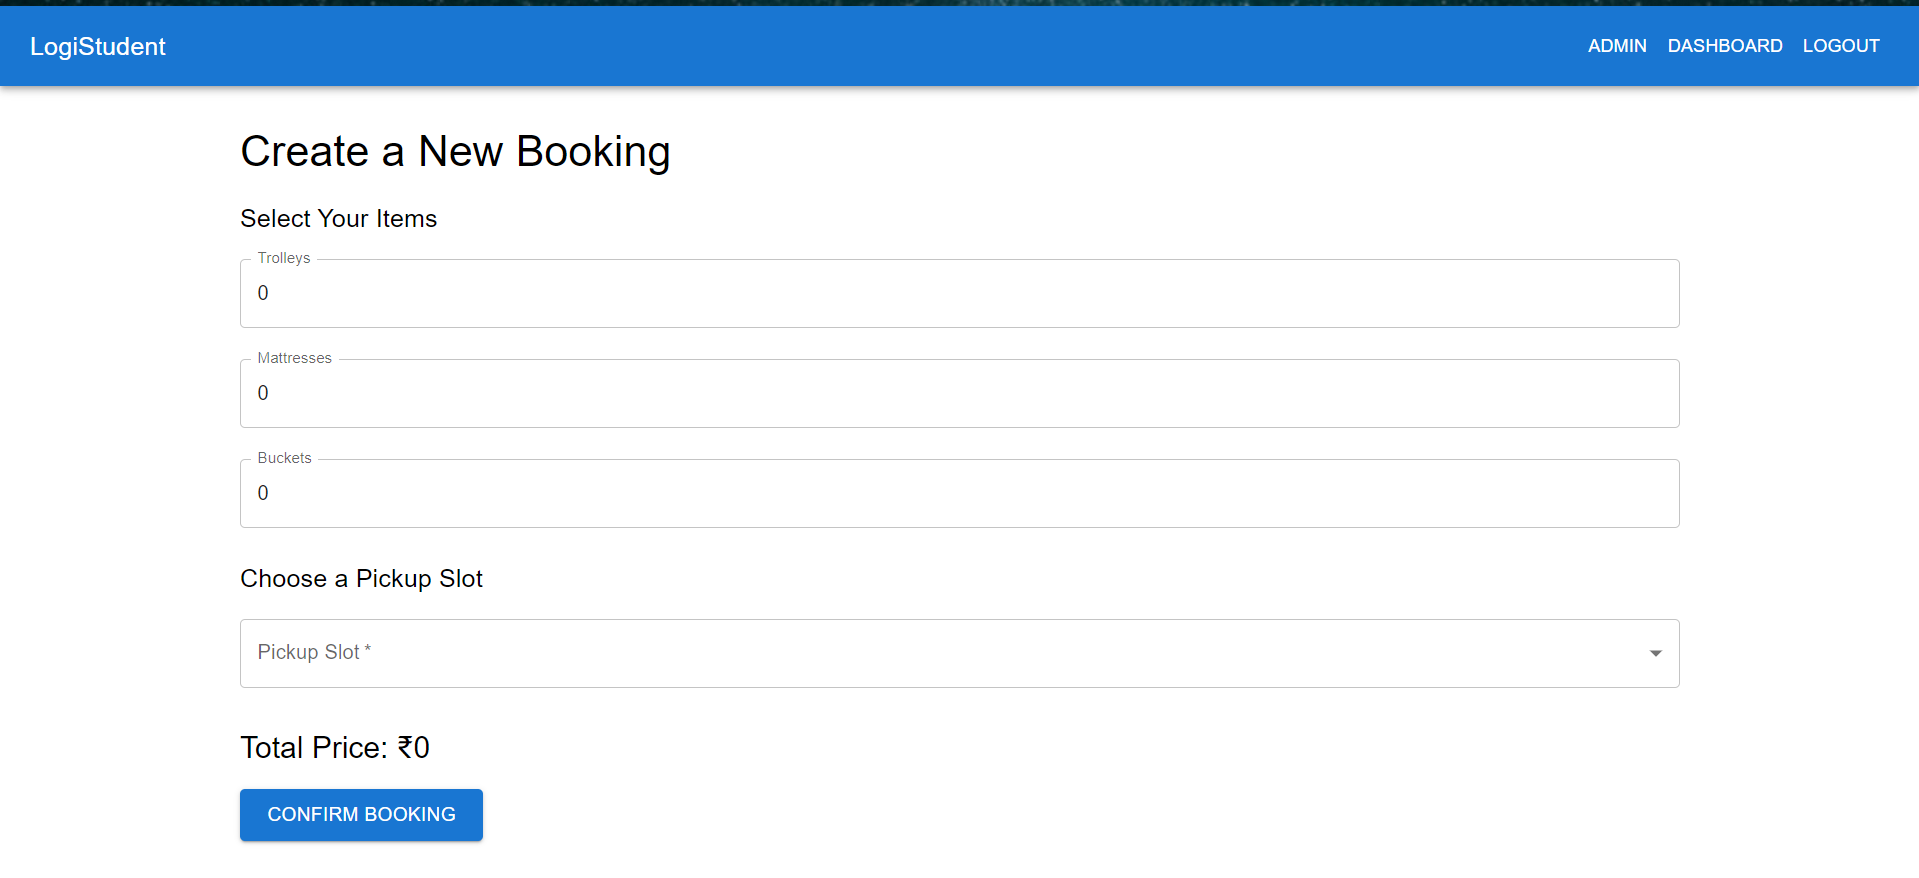 LogiStudent
ADMIN DASHBOARD LOGOUT
Create a New Booking
Select Your Items
Trolleys
0
Mattresses
0
Buckets
0
Choose a Pickup Slot
Pickup Slot *
Total Price: ₹0
CONFIRM BOOKING